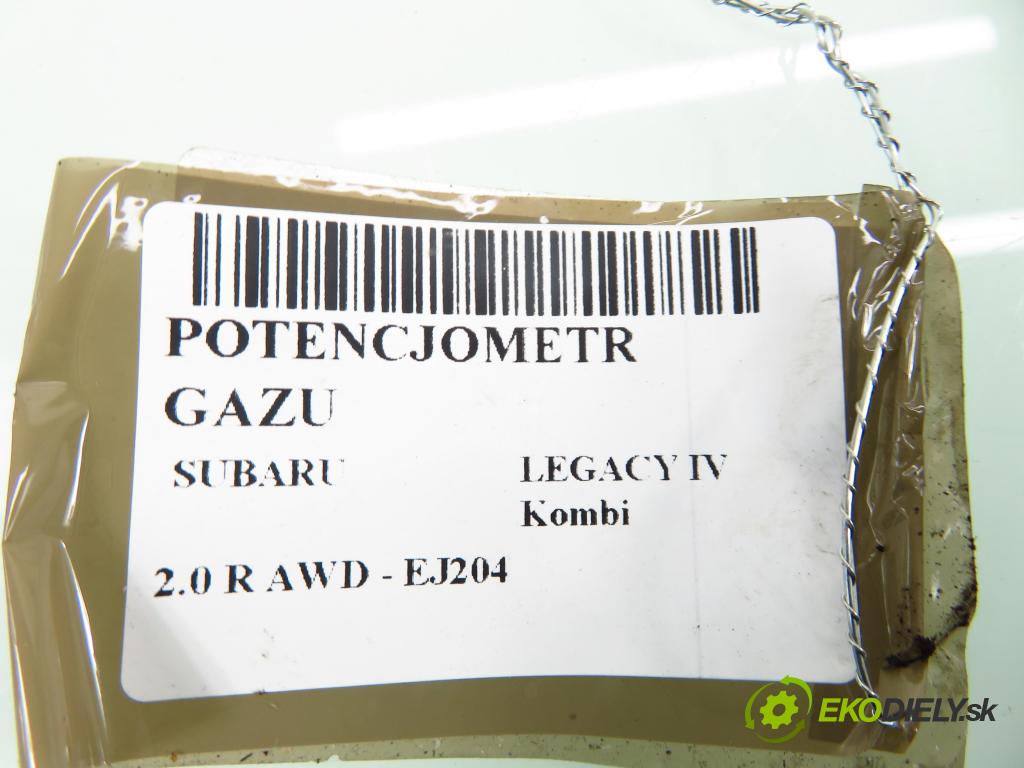 POTENCJOMETR
GAZU
SUBARU LEGACY IV
Kombi
2.0 R AWD - EJ204
EKODIELY.sk